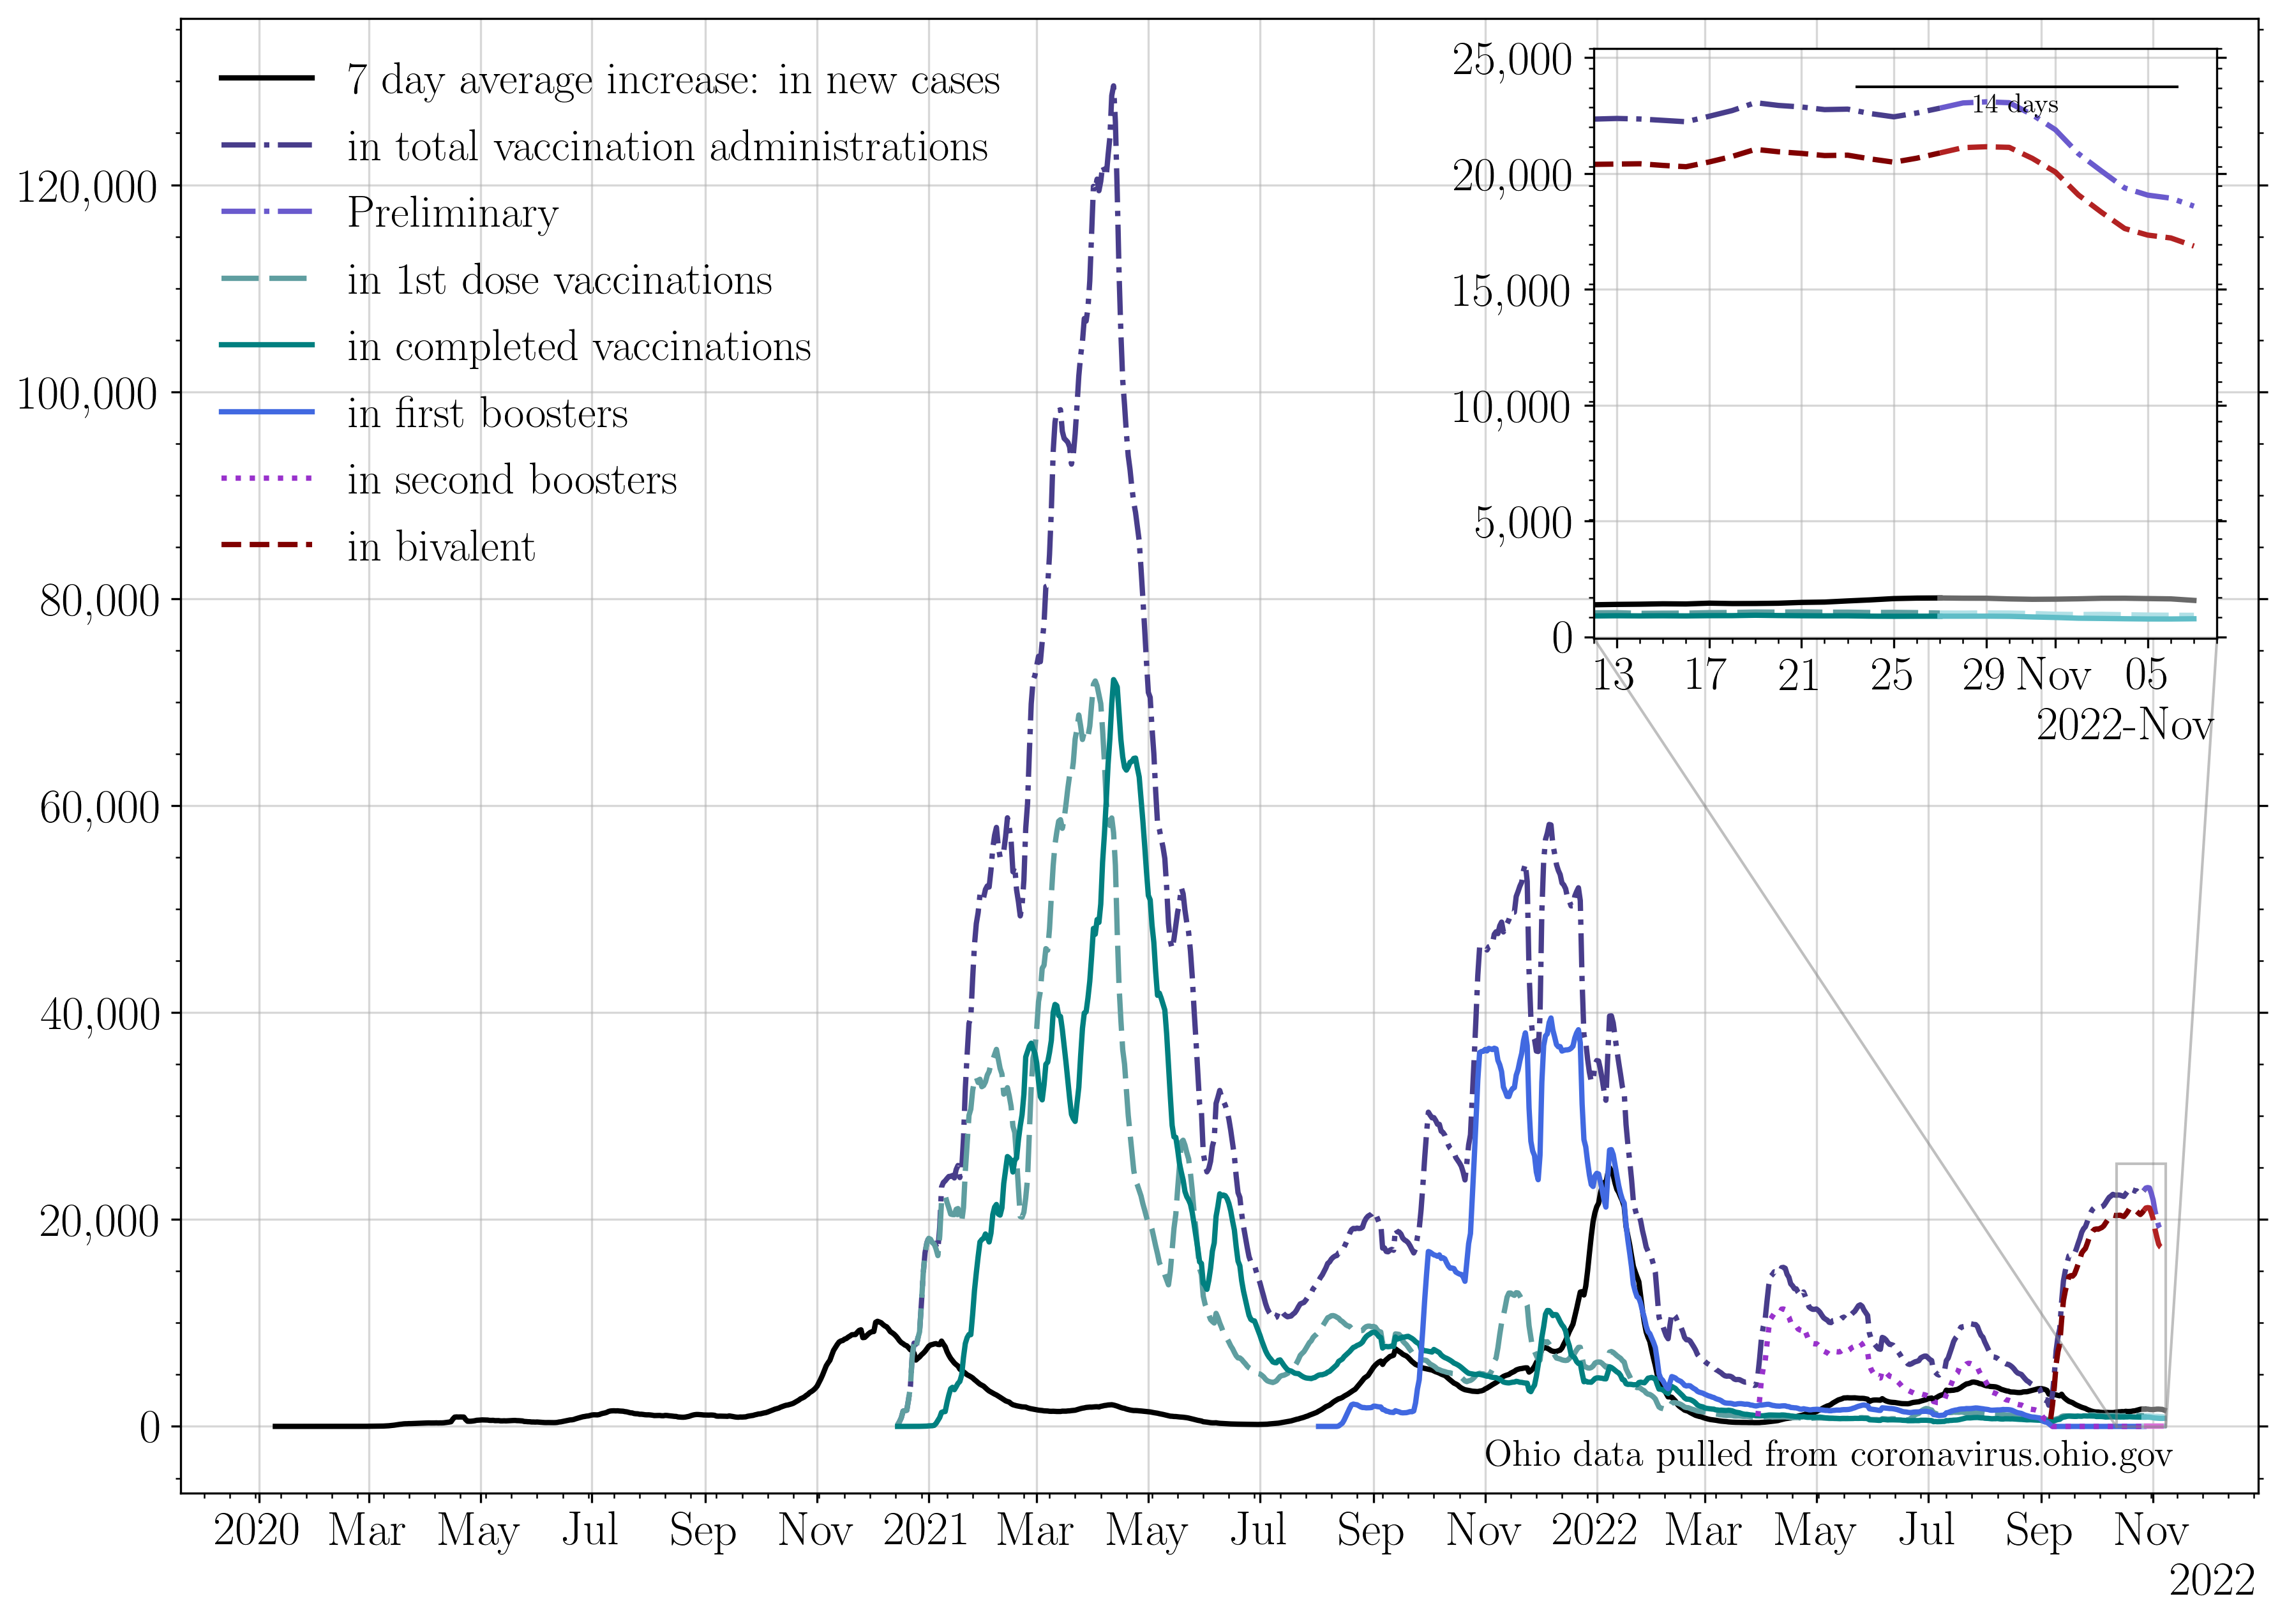 7 day average increase: in new cases
in total vaccination administrations
Preliminary
in 1st dose vaccinations
in completed vaccinations
in first boosters
in second boosters
in bivalent
120,000
100,000
80,000
60,000
40,000
20,000
0
25,000
20,000
15,000
10,000
5,000
0
14 days
13 17 21 25 29 Nov 05
2022-Nov
Ohio data pulled from coronavirus.ohio.gov
2020 Mar May Jul Sep Nov 2021 Mar May Jul Sep Nov 2022 Mar May Jul Sep Nov
2022